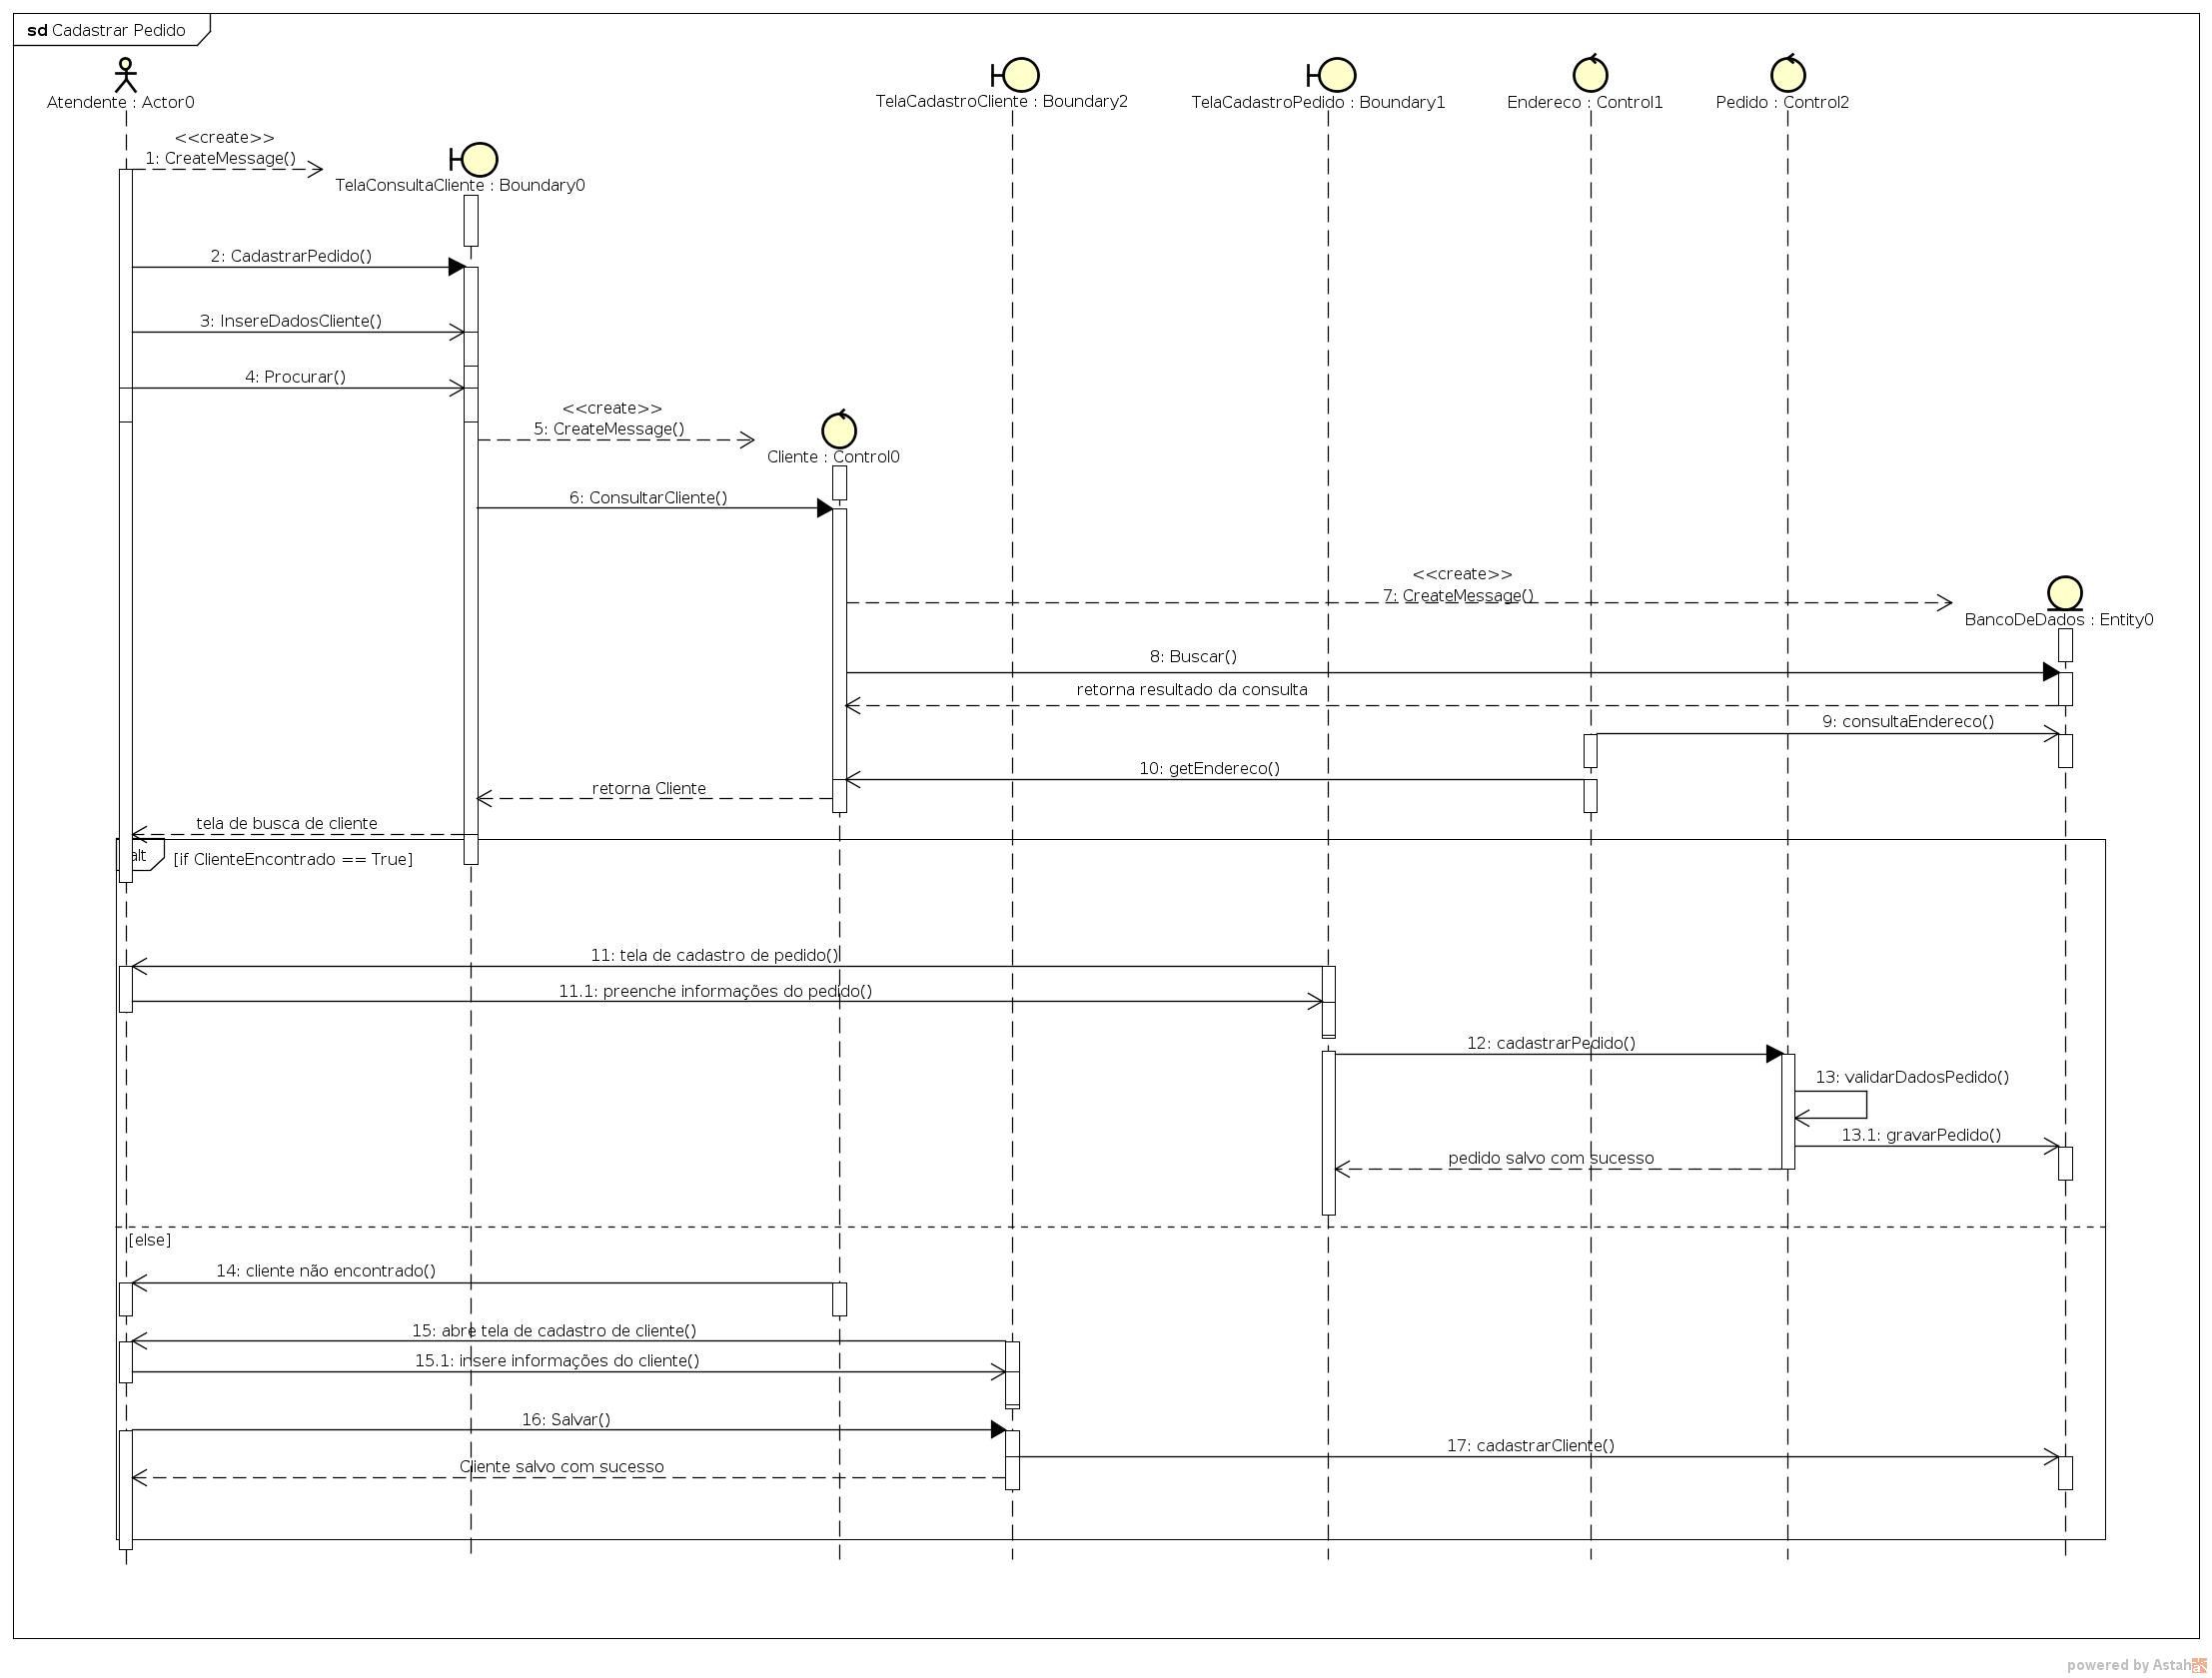 sd Cadastrar Pedido
Atendente : Actor0
TelaCadastroCliente : Boundary2
TelaCadastroPedido : Boundary1
Endereco : Control1
Pedido : Control2
<<create>>
1: CreateMessage()
TelaConsultaCliente : Boundary0
2: CadastrarPedido()
3: InsereDadosCliente()
4: Procurar()
<<create>>
5: CreateMessage()
Cliente : Control0
6: ConsultarCliente()
<<create>>
7: CreateMessage()
BancoDeDados : Entity0
8: Buscar()
retorna resultado da consulta
9: consultaEndereco()
10: getEndereco()
retorna Cliente
tela de busca de cliente
alt [if ClienteEncontrado == True]
11: tela de cadastro de pedido()
11.1: preenche informações do pedido()
12: cadastrarPedido()
13: validarDadosPedido()
13.1: gravarPedido()
pedido salvo com sucesso
[else]
14: cliente não encontrado()
15: abre tela de cadastro de cliente()
15.1: insere informações do cliente()
16: Salvar()
17: cadastrarCliente()
Cliente salvo com sucesso
powered by Astah